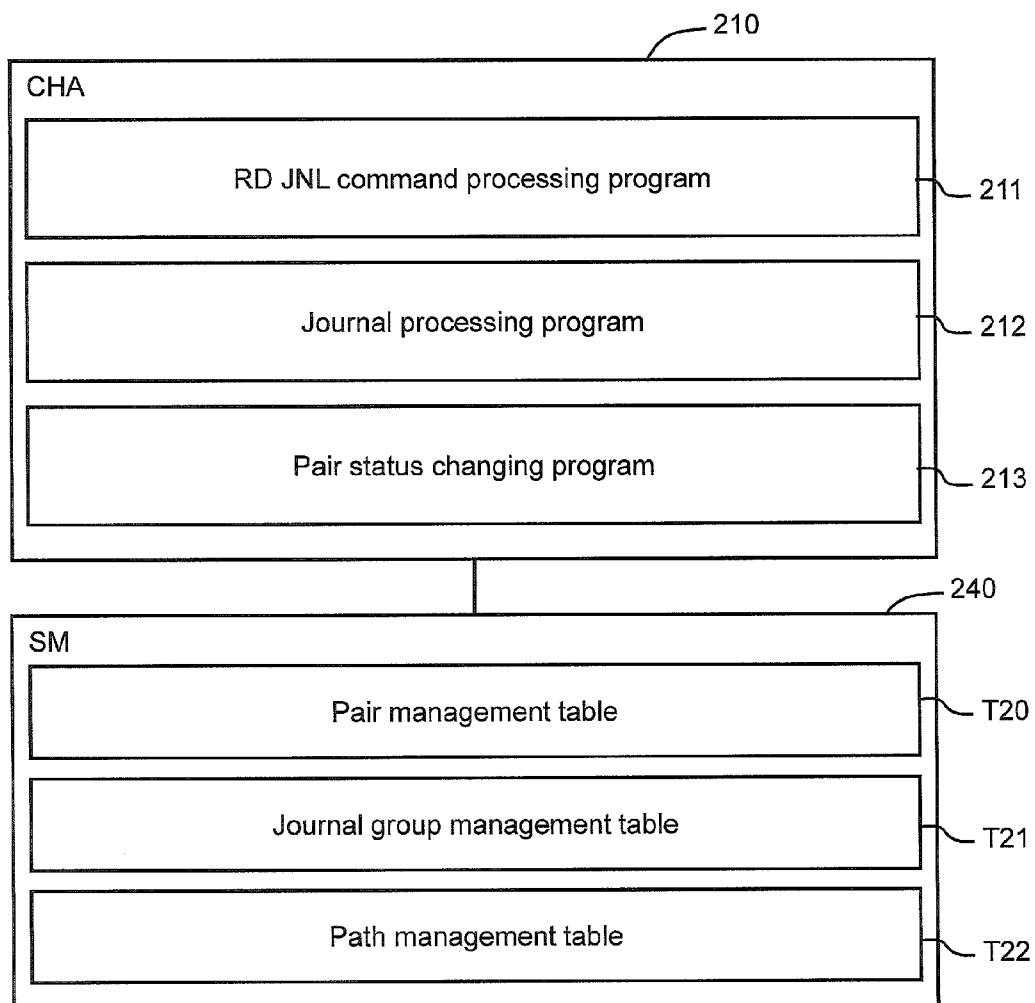 210
CHA
RD JNL command processing program
211
Journal processing program
212
Pair status changing program
213
240
SM
Pair management table
T20
Journal group management table
T21
Path management table
T22